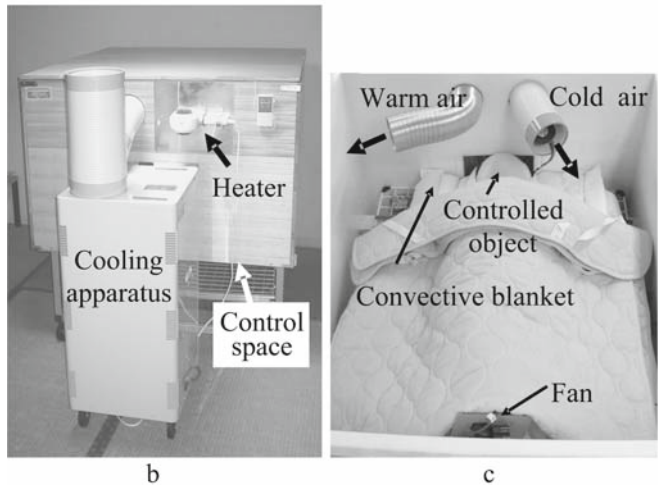 Heater
Cooling
apparatus
Control
space
b
Warm air
Cold air
Controlled
object
Convective blanket
Fan
c